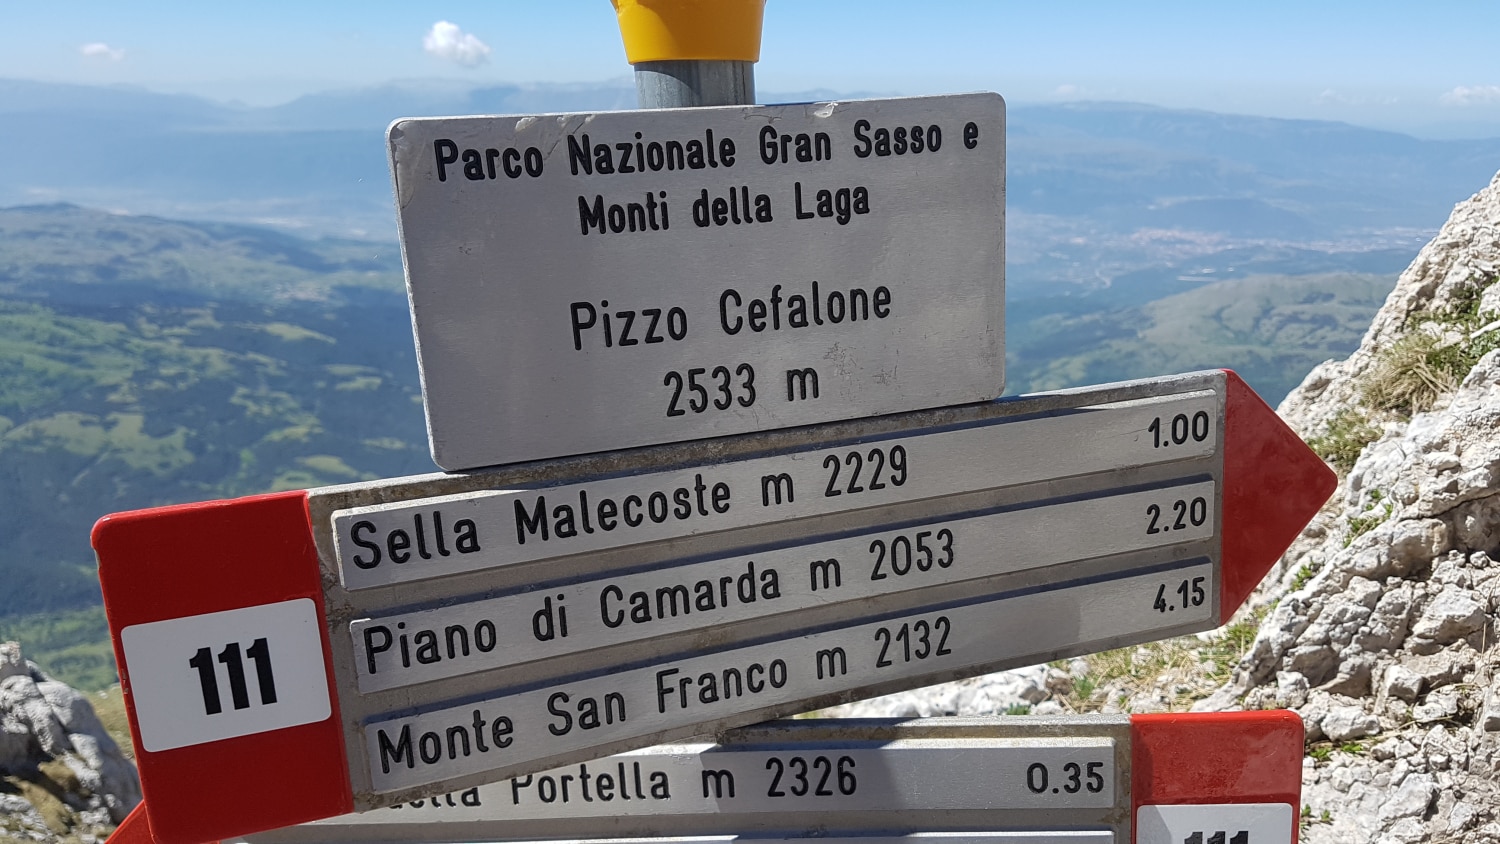 Parco Nazionale Gran Sasso e
Monti della Laga
Pizzo Cefalone
2533 m
Sella Malecoste m 2229 1.00
Piano di Camarda m 2053 2.20
Monte San Franco m 2132 4.15
111
Portella m 2326 0.35
111